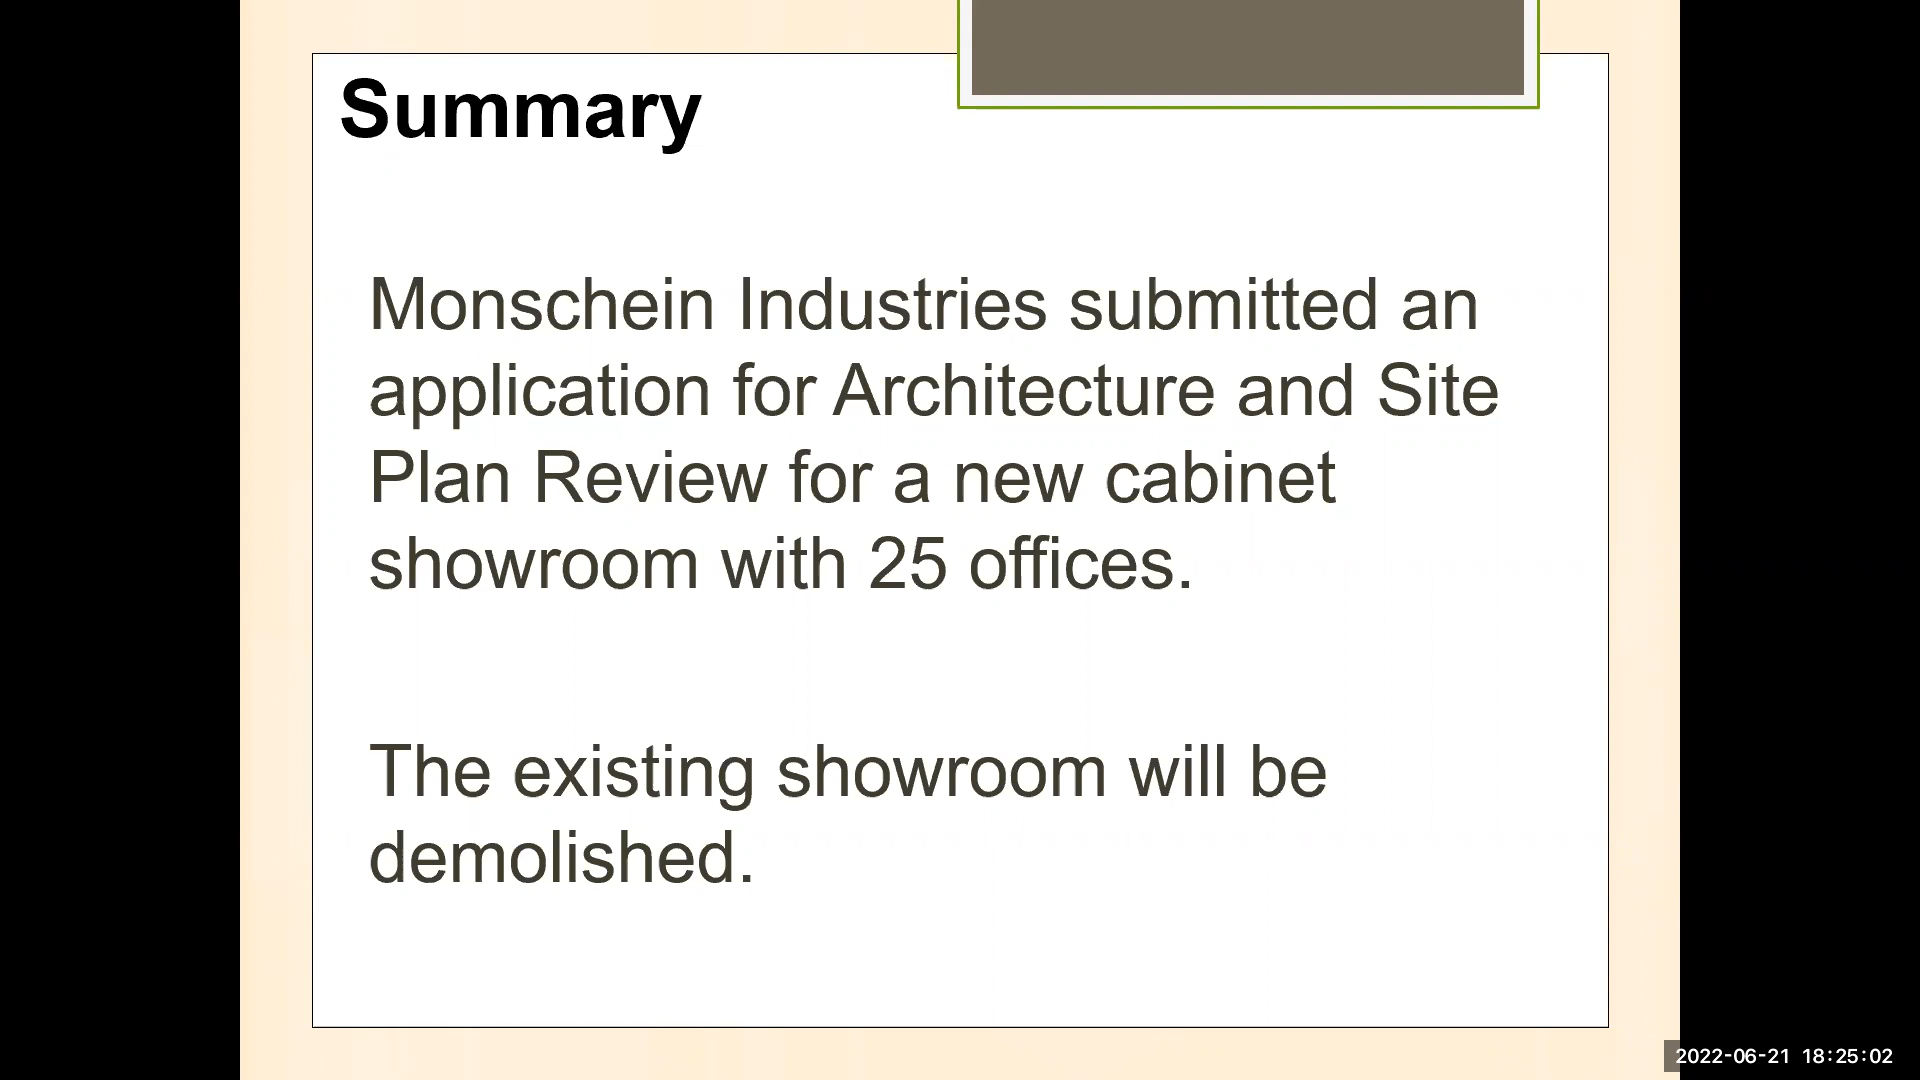 Summary
Monschein Industries submitted an
application for Architecture and Site
Plan Review for a new cabinet
showroom with 25 offices.
The existing showroom will be
demolished.
2022-06-21 18:25:02